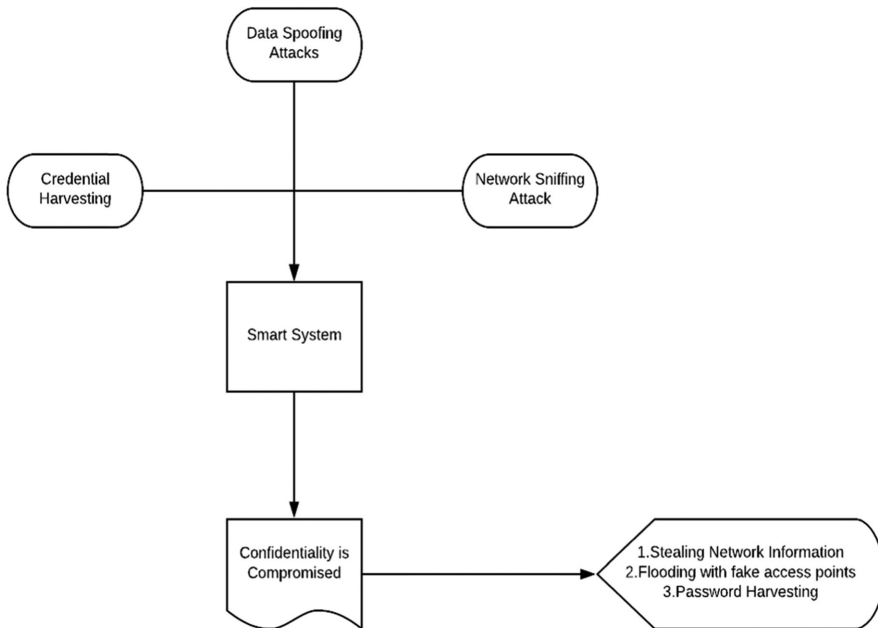 Data Spoofing
Attacks
Credential
Harvesting
Network Sniffing
Attack
Smart System
Confidentiality is
Compromised
1.Stealing Network Information
2.Flooding with fake access points
3.Password Harvesting